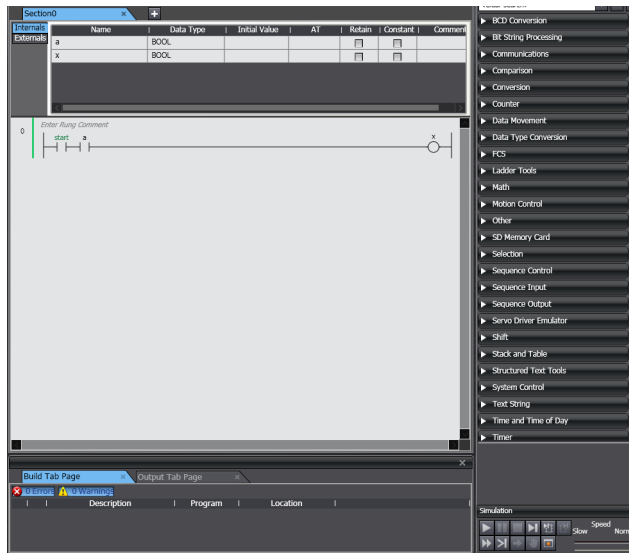 Section0 × +
Internals
Externals
Name Data Type Initial Value AT Retain Constant Comment
a BOOL
x BOOL
0 Enter Rung Comment
start a x
Build Tab Page × Output Tab Page ×
0 Errors 0 Warnings
Description Program Location
BCD Conversion
Bit String Processing
Communications
Comparison
Conversion
Counter
Data Movement
Data Type Conversion
FCS
Ladder Tools
Math
Motion Control
Other
SD Memory Card
Selection
Sequence Control
Sequence Input
Sequence Output
Servo Driver Emulator
Shift
Stack and Table
Structured Text Tools
System Control
Text String
Time and Time of Day
Timer
Simulation
Speed
Slow Norm